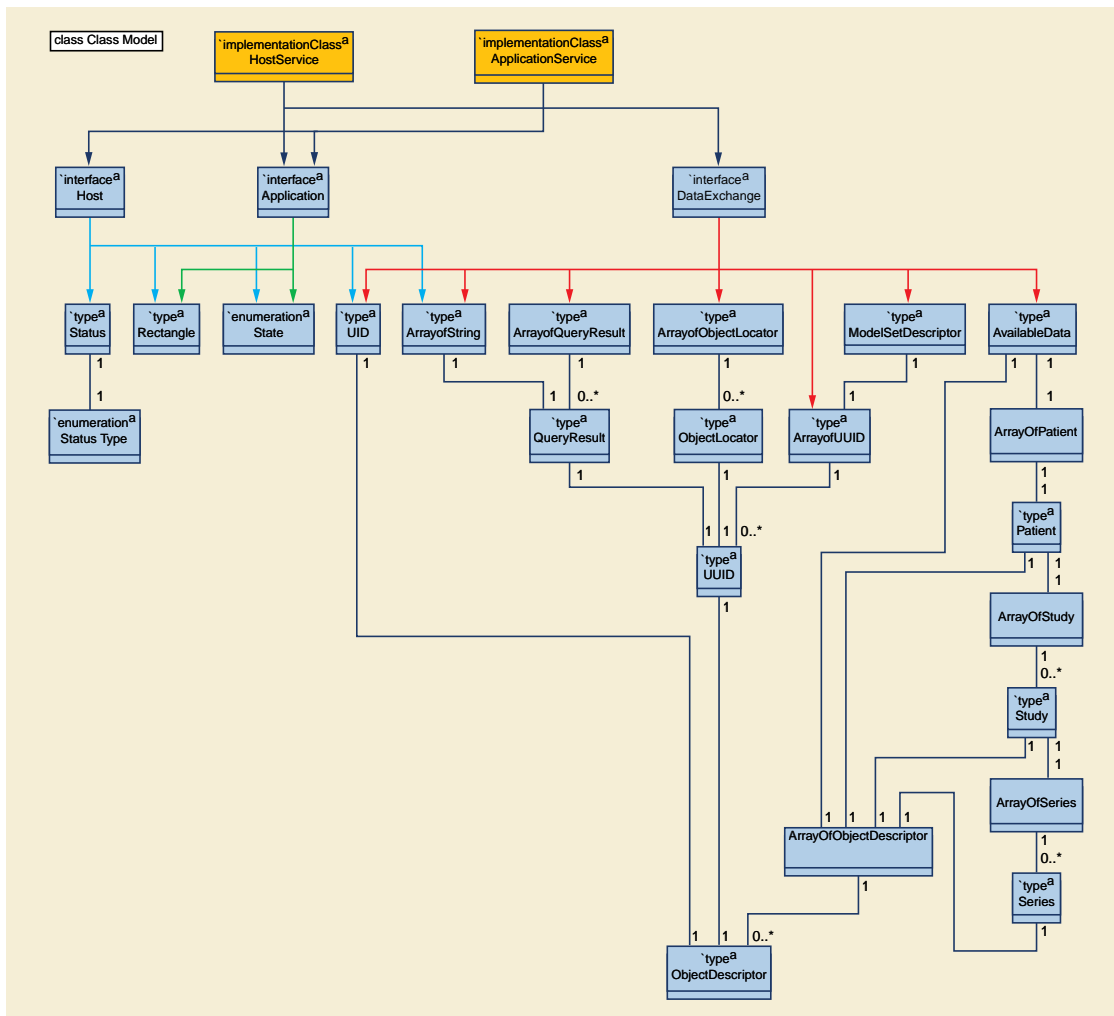 class Class Model
`implementationClassª
HostService
`implementationClassª
ApplicationService
`interfaceª
Host
`interfaceª
Application
`interfaceª
DataExchange
`typeª
Status
`typeª
Rectangle
`enumerationª
State
`typeª
UID
`typeª
ArrayofString
`typeª
ArrayofQueryResult
`typeª
ArrayofObjectLocator
`typeª
ModelSetDescriptor
`typeª
AvailableData
1
1
1
1
1
1
1
1
1
1
0..*
0..*
1
1
`enumerationª
Status Type
`typeª
QueryResult
`typeª
ObjectLocator
`typeª
ArrayofUUID
ArrayOfPatient
1
1
1
1
1
`typeª
Patient
1
1
0..*
`typeª
UUID
1
1
1
1
ArrayOfStudy
1
0..*
`typeª
Study
1
1
1
ArrayOfSeries
1
1
1
1
ArrayOfObjectDescriptor
1
0..*
`typeª
Series
1
1
1
1
0..*
`typeª
ObjectDescriptor